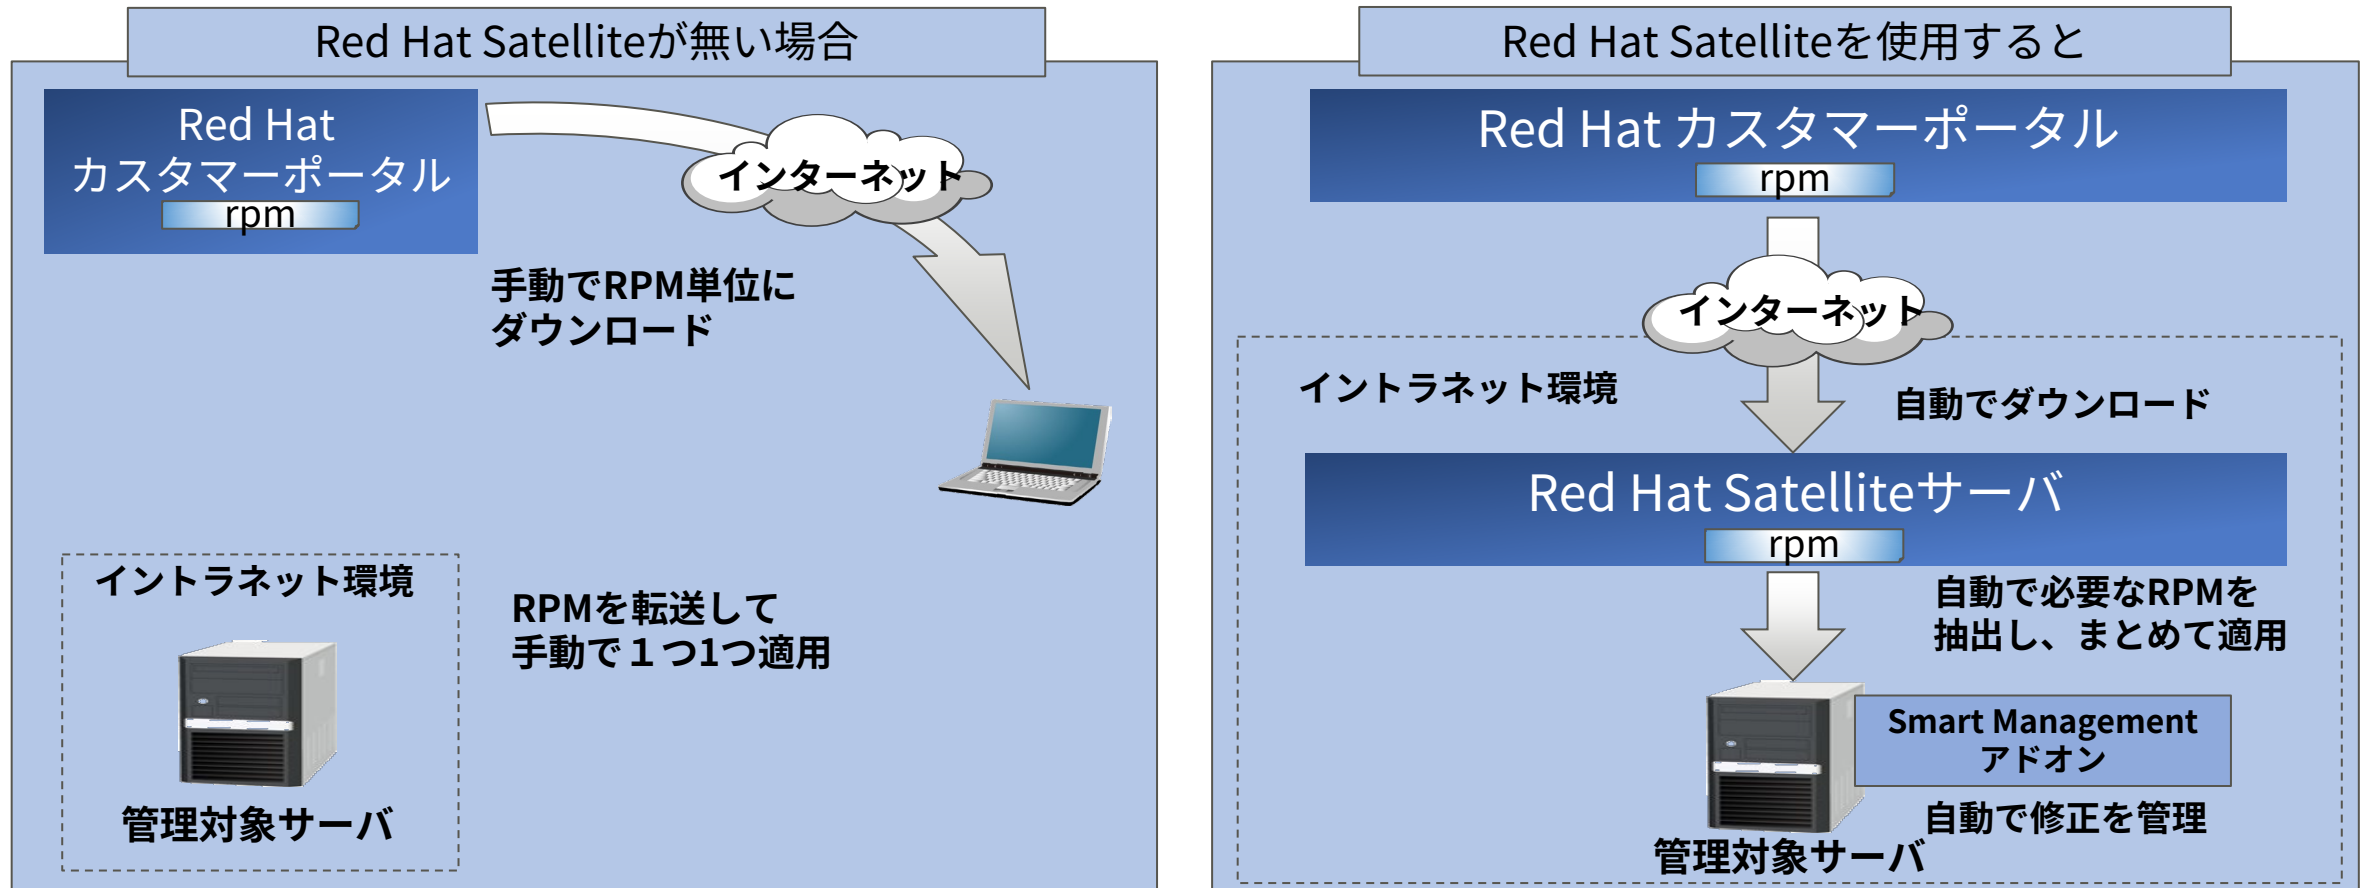 Red Hat Satelliteが無い場合
Red Hat
カスタマーポータル
rpm
インターネット
手動でRPM単位に
ダウンロード
イントラネット環境
RPMを転送して
手動で１つ1つ適用
管理対象サーバ
Red Hat Satelliteを使用すると
Red Hat カスタマーポータル
rpm
インターネット
イントラネット環境
自動でダウンロード
Red Hat Satelliteサーバ
rpm
自動で必要なRPMを
抽出し、まとめて適用
Smart Management
アドオン
自動で修正を管理
管理対象サーバ